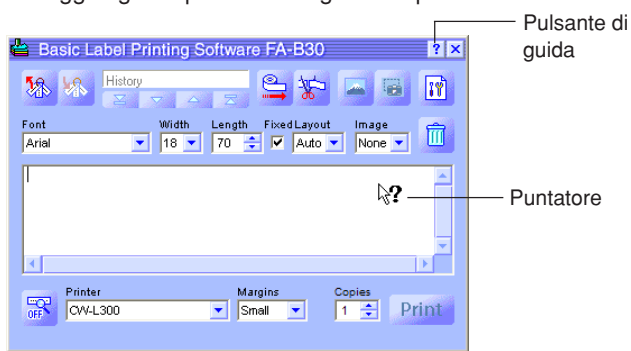 Pulsante di
guida
Basic Label Printing Software FA-B30
? ×
History
Font Width Length Fixed Layout Image
Arial 18 70 Auto None
?
Puntatore
Printer Margins Copies
OFF CW-L300 Small 1 Print